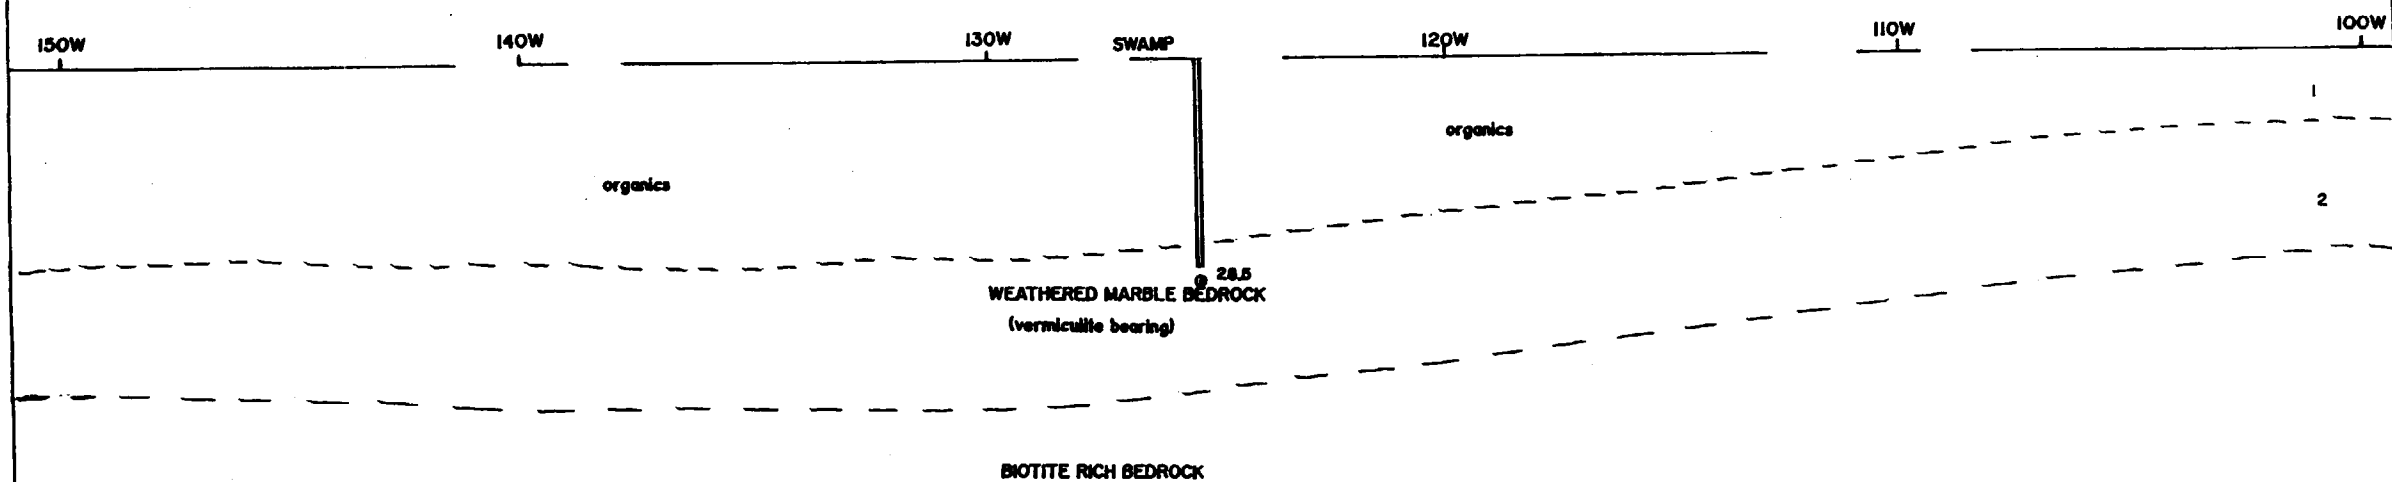 150W 140W 130W SWAMP 120W 110W 100W
1
organics
organics
2
28.5
WEATHERED MARBLE BEDROCK
(vermiculite bearing)
BIOTITE RICH BEDROCK